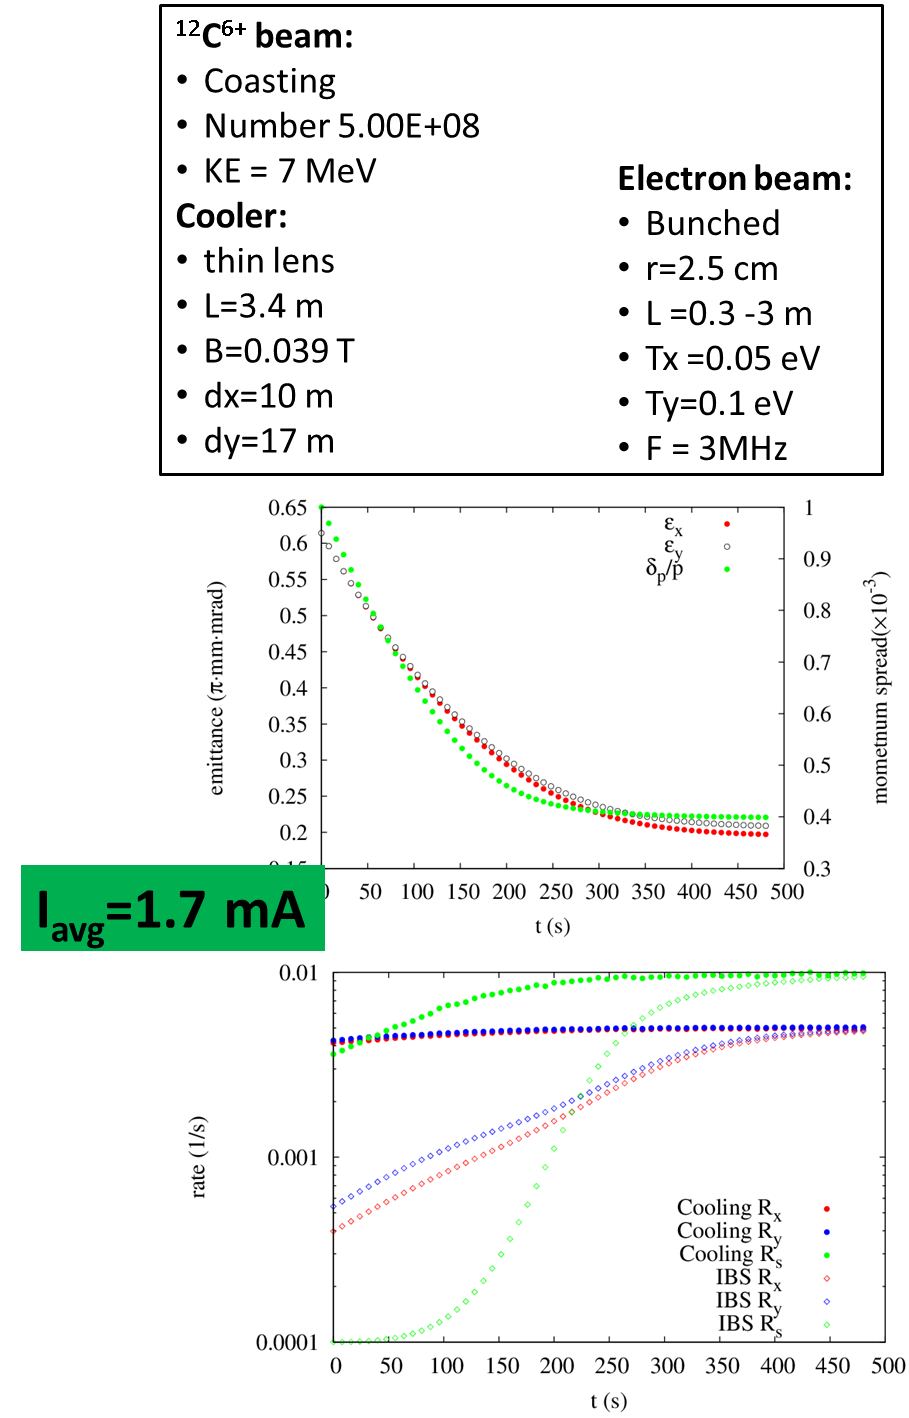 ¹²C⁶⁺ beam:
• Coasting
• Number 5.00E+08
• KE = 7 MeV
Cooler:
• thin lens
• L=3.4 m
• B=0.039 T
• dx=10 m
• dy=17 m
Electron beam:
• Bunched
• r=2.5 cm
• L =0.3 -3 m
• Tx =0.05 eV
• Ty=0.1 eV
• F = 3MHz
0.65
0.6
0.55
0.5
0.45
0.4
0.35
0.3
0.25
0.2
0.15
emittance (π·mm·mrad)
εx
εy
δp/p
1
0.9
0.8
0.7
0.6
0.5
0.4
0.3
mometnum spread(×10⁻³)
0 50 100 150 200 250 300 350 400 450 500
t (s)
Iavg=1.7 mA
0.01
0.001
0.0001
rate (1/s)
Cooling Rx
Cooling Ry
Cooling Rs
IBS Rx
IBS Ry
IBS Rs
0 50 100 150 200 250 300 350 400 450 500
t (s)